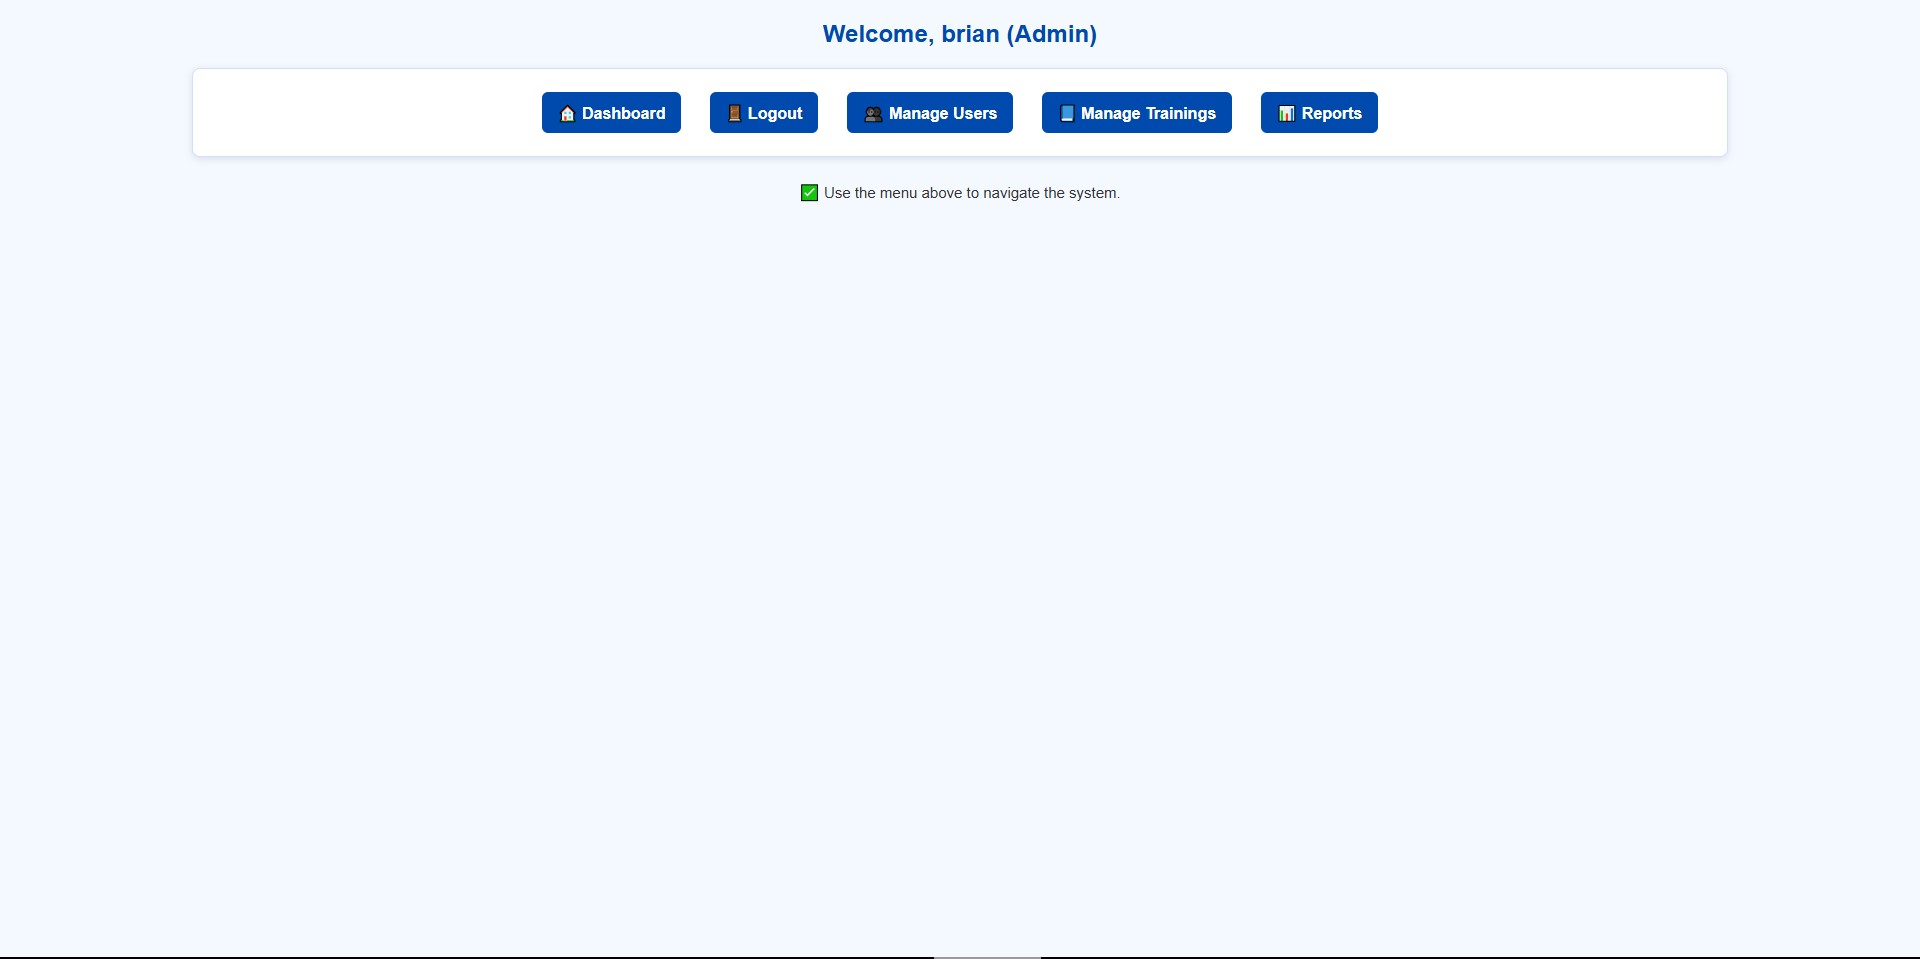 Welcome, brian (Admin)
🏠 Dashboard
🚪 Logout
👥 Manage Users
📘 Manage Trainings
📊 Reports
✅ Use the menu above to navigate the system.